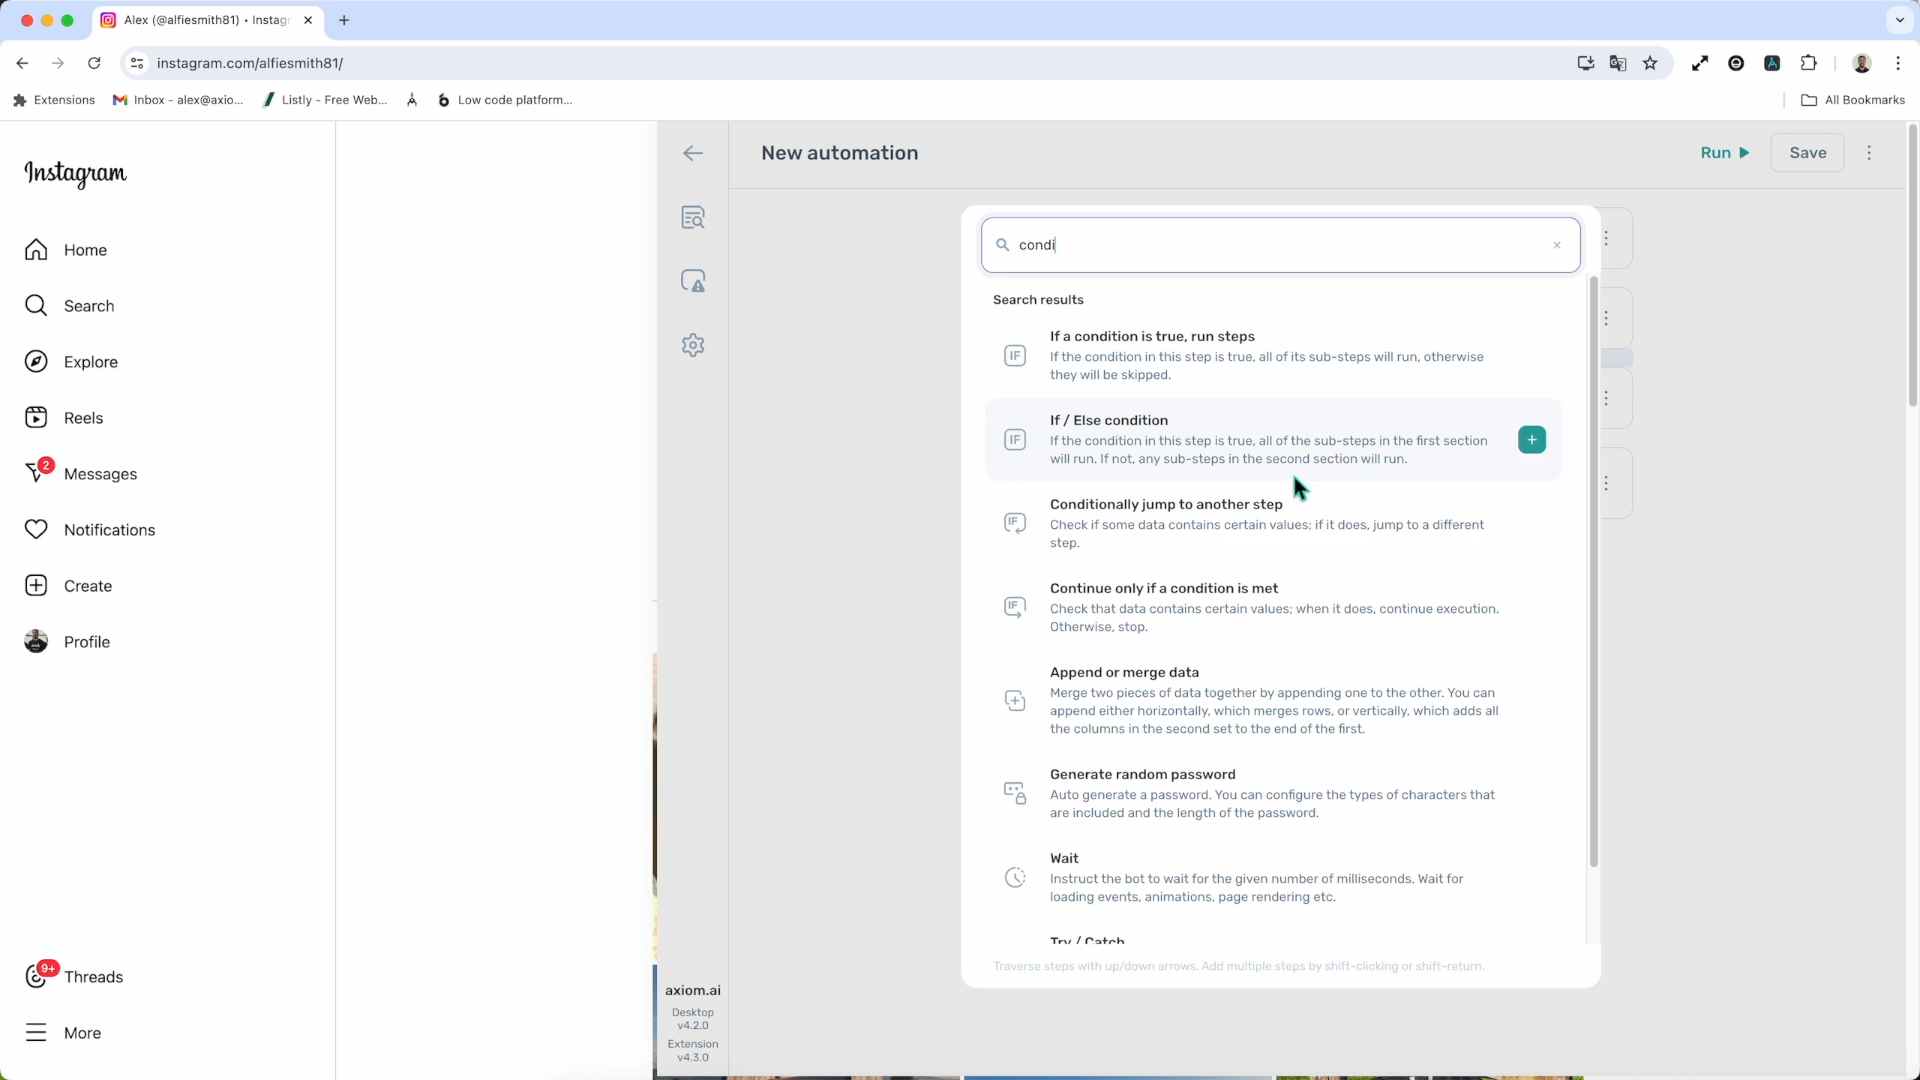 Alex (@alfiesmith81) • Instagr
instagram.com/alfiesmith81/
Extensions
Inbox - alex@axio...
Listly - Free Web...
Low code platform...
All Bookmarks
Instagram
Home
Search
Explore
Reels
2
Messages
Notifications
Create
Profile
9+
Threads
More
New automation
Run
Save
condi
Search results
IF
If a condition is true, run steps
If the condition in this step is true, all of its sub-steps will run, otherwise
they will be skipped.
IF
If / Else condition
If the condition in this step is true, all of the sub-steps in the first section
will run. If not, any sub-steps in the second section will run.
IF
Conditionally jump to another step
Check if some data contains certain values; if it does, jump to a different
step.
IF
Continue only if a condition is met
Check that data contains certain values; when it does, continue execution.
Otherwise, stop.
Append or merge data
Merge two pieces of data together by appending one to the other. You can
append either horizontally, which merges rows, or vertically, which adds all
the columns in the second set to the end of the first.
Generate random password
Auto generate a password. You can configure the types of characters that
are included and the length of the password.
Wait
Instruct the bot to wait for the given number of milliseconds. Wait for
loading events, animations, page rendering etc.
Try / Catch
Traverse steps with up/down arrows. Add multiple steps by shift-clicking or shift-return.
axiom.ai
Desktop
v4.2.0
Extension
v4.3.0